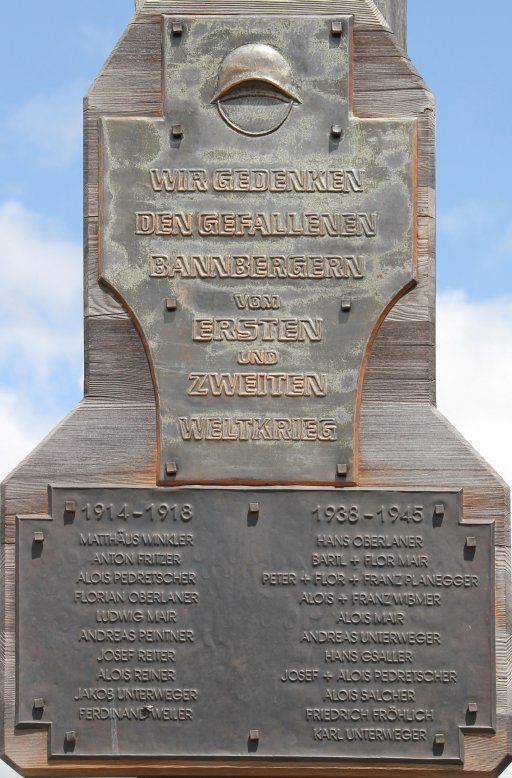 WIR GEDENKEN
DEN GEFALLENEN
BANNBERGERN
VOM
ERSTEN
UND
ZWEITEN
WELTKRIEG
1914-1918
MATTHÄUS WINKLER
ANTON FRITZER
ALOIS PEDRETSCHER
FLORIAN OBERLANER
LUDWIG MAIR
ANDREAS PEINTNER
JOSEF REITER
ALOIS REINER
JAKOB UNTERWEGER
FERDINAND WEILER
1938-1945
HANS OBERLANER
BARTL + FLOR MAIR
PETER + FLOR + FRANZ PLANEGGER
ALOIS + FRANZ WIBMER
ALOIS MAIR
ANDREAS UNTERWEGER
HANS GSALLER
JOSEF + ALOIS PEDRETSCHER
ALOIS SALCHER
FRIEDRICH FRÖHLICH
KARL UNTERWEGER